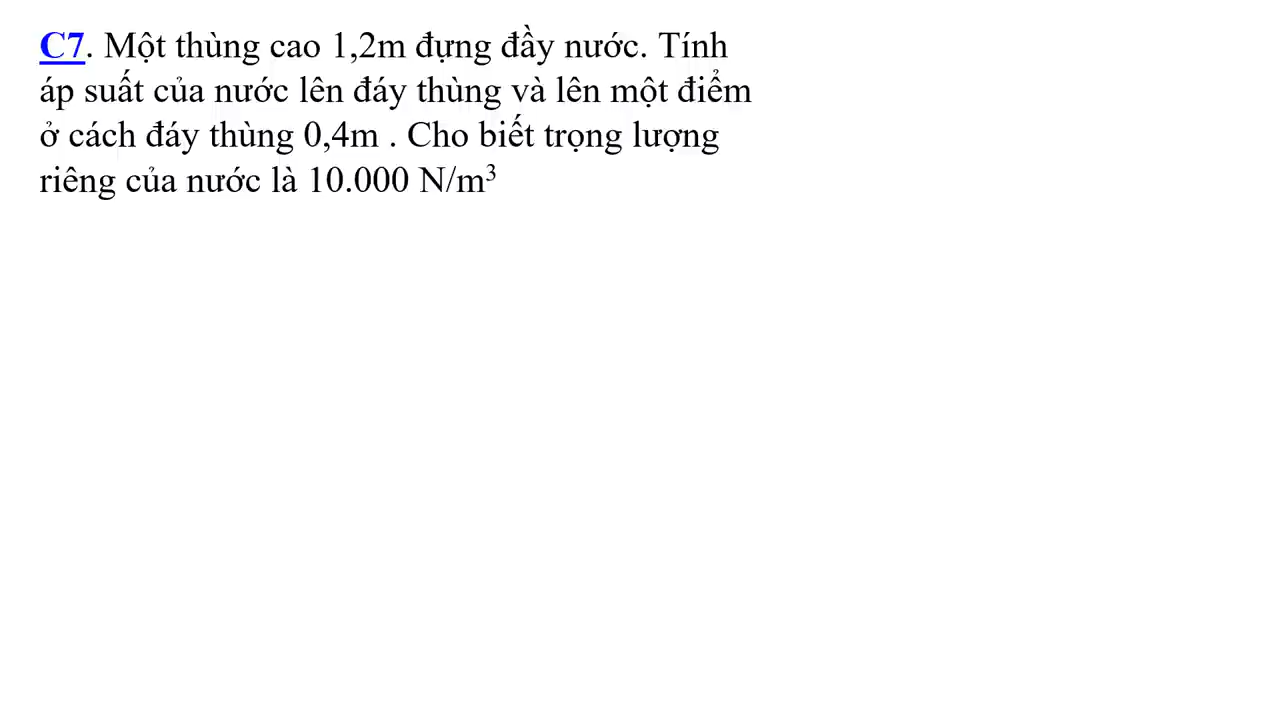 C7. Một thùng cao 1,2m đựng đầy nước. Tính
áp suất của nước lên đáy thùng và lên một điểm
ở cách đáy thùng 0,4m . Cho biết trọng lượng
riêng của nước là 10.000 N/m³